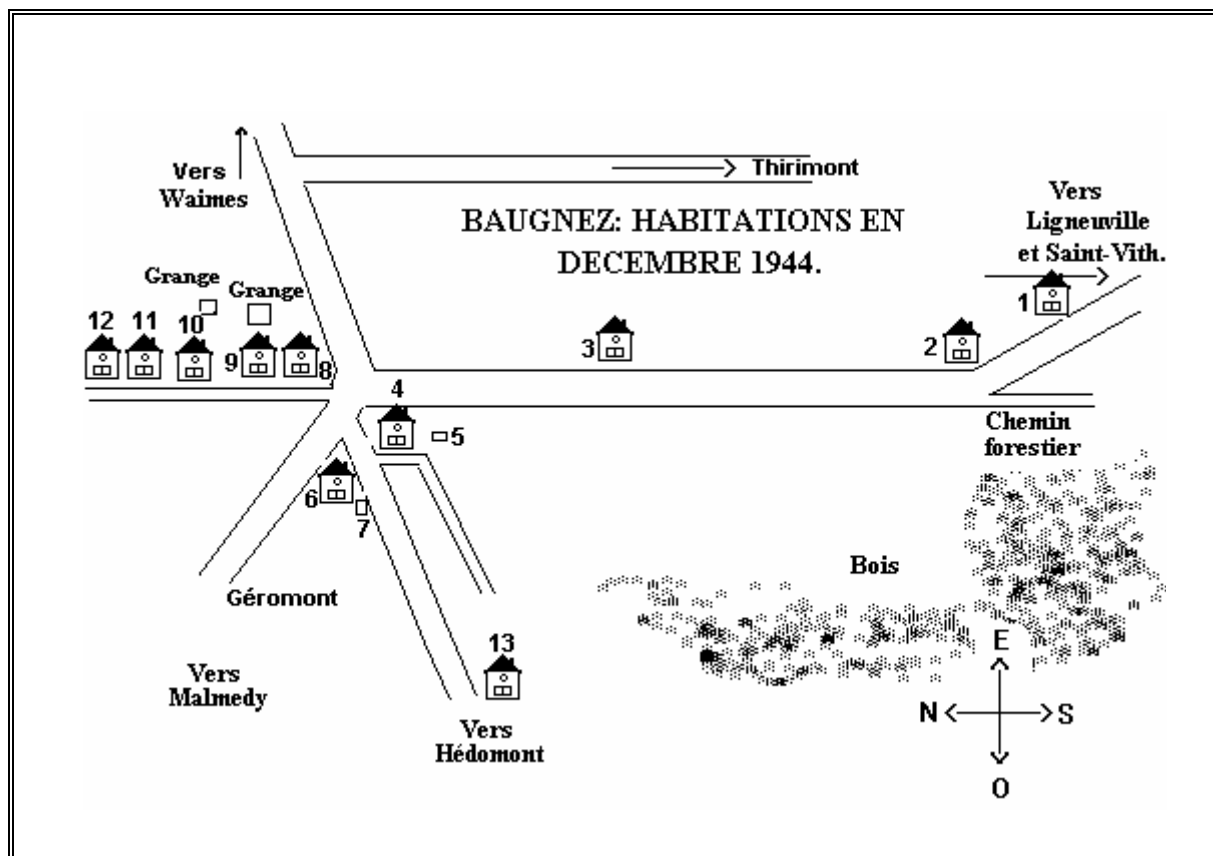 Vers
Waimes
Thirimont
BAUGNEZ: HABITATIONS EN
DECEMBRE 1944.
Vers
Ligneuville
et Saint-Vith.
Grange
Grange
12
11
10
9
8
3
2
1
4
5
6
7
Chemin
forestier
Géromont
Bois
Vers
Malmedy
13
Vers
Hédomont
E
N
S
O